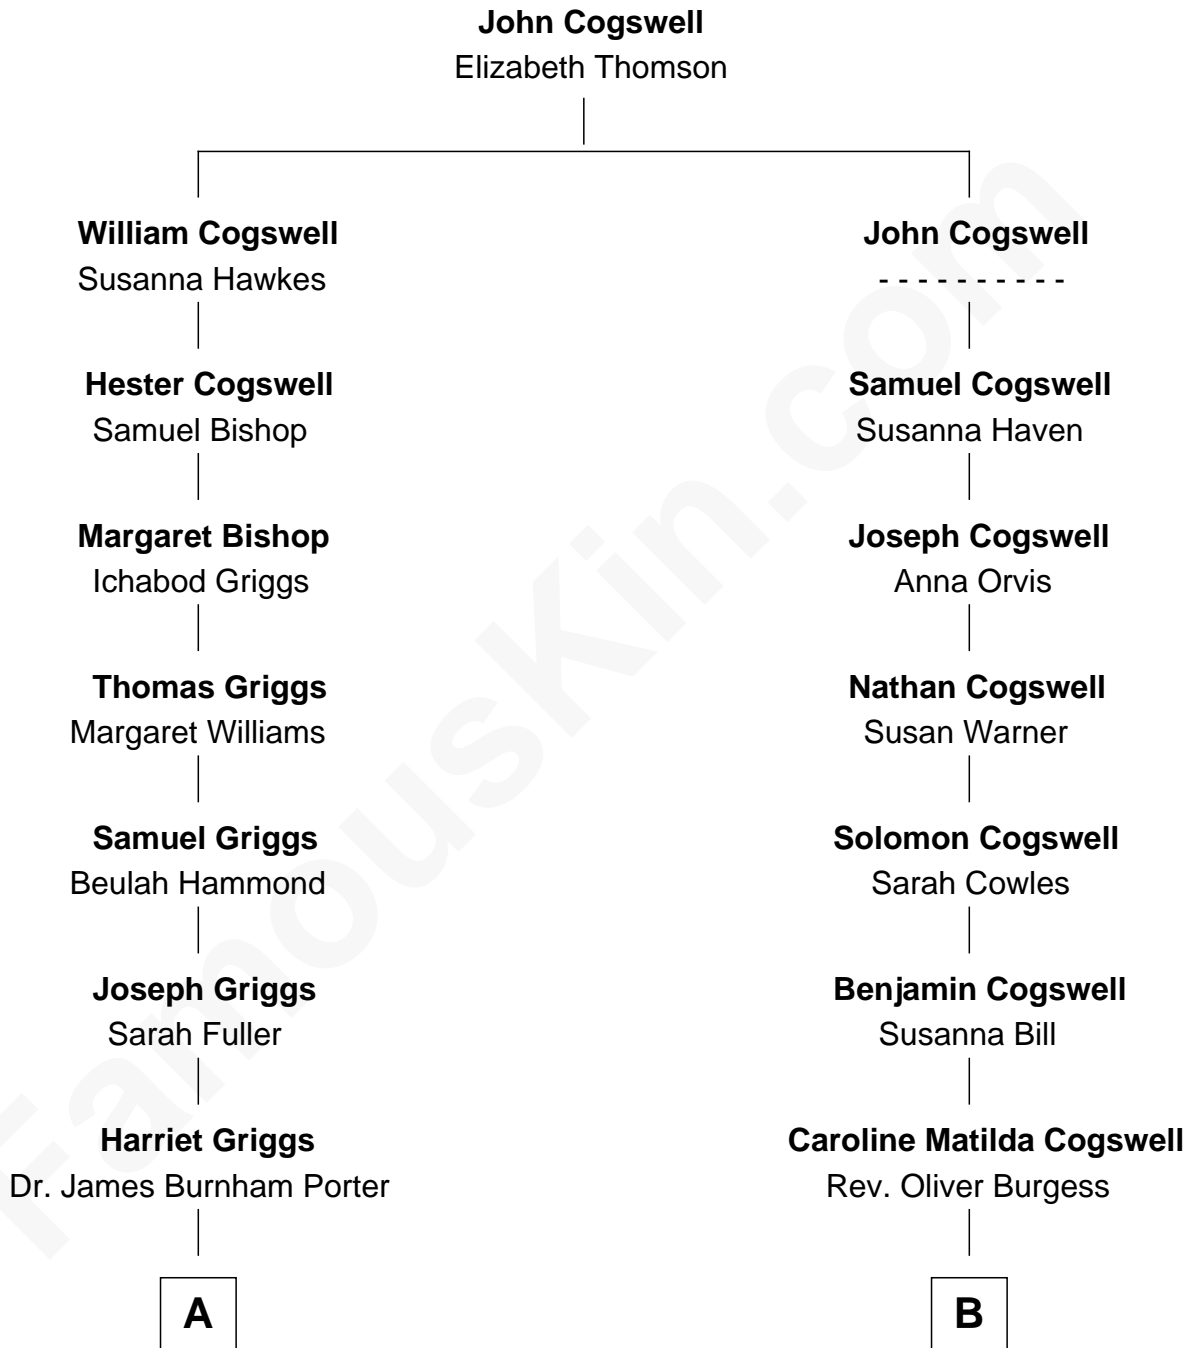 John Cogswell
Elizabeth Thomson
William Cogswell
Susanna Hawkes
Hester Cogswell
Samuel Bishop
Margaret Bishop
Ichabod Griggs
Thomas Griggs
Margaret Williams
Samuel Griggs
Beulah Hammond
Joseph Griggs
Sarah Fuller
Harriet Griggs
Dr. James Burnham Porter
A
John Cogswell
- - - - - - - - - -
Samuel Cogswell
Susanna Haven
Joseph Cogswell
Anna Orvis
Nathan Cogswell
Susan Warner
Solomon Cogswell
Sarah Cowles
Benjamin Cogswell
Susanna Bill
Caroline Matilda Cogswell
Rev. Oliver Burgess
B
FamousKin.com